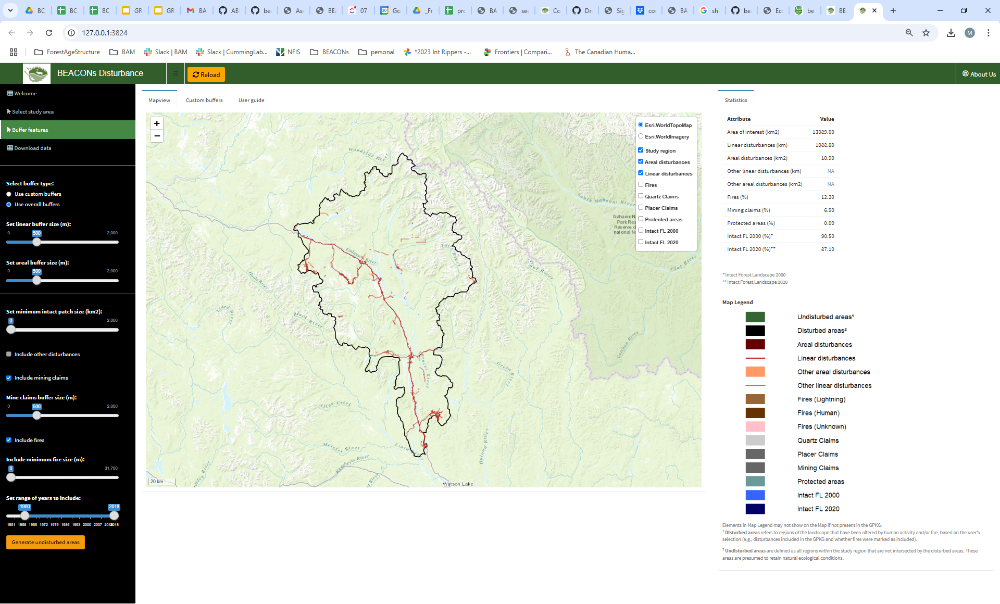 BC
BC
BC
GR
GR
BA
AB
be
As
BE
07
Go
_Fr
pro
BA
see
Co
Dr
Sig
co
BA
shi
be
Ec
be
BE
127.0.0.1:3824
M
ForestAgeStructure
BAM
Slack | BAM
Slack | CummingLab...
NFIS
BEACONs
personal
*2023 Int Rippers -...
Frontiers | Compari...
The Canadian Huma...
BEACONs Disturbance
Reload
About Us
Welcome
Select study area
Buffer features
Download data
Select buffer type:
Use custom buffers
Use overall buffers
Set linear buffer size (m):
0 500 2,000
Set areal buffer size (m):
0 500 2,000
Set minimum intact patch size (km2):
0 2,000
Include other disturbances
Include mining claims
Mine claims buffer size (m):
0 500 2,000
Include fires
Include minimum fire size (m):
0 31,700
Set range of years to include:
1960 2018
1951 1958 1965 1972 1979 1986 1993 2000 2007 2018
Generate undisturbed areas
Mapview Custom buffers User guide
+
−
Esri.WorldTopoMap
Esri.WorldImagery
Study region
Areal disturbances
Linear disturbances
Fires
Quartz Claims
Placer Claims
Protected areas
Intact FL 2000
Intact FL 2020
Woodside River
South Nahanni River
Nahanni N
Park Res
Réserve d
national N
Finlayson River
Flat River
Hoole River
Liard River
Black River
Caribou River
Frances River
Green River
Allan Creek
Hyland River
Meister River
Liard
Rancheria River
Watson Lake
20 km
Statistics
Attribute Value
Area of interest (km2) 13089.00
Linear disturbances (km) 1088.80
Areal disturbances (km2) 10.90
Other linear disturbances (km) NA
Other areal disturbances (km2) NA
Fires (%) 12.20
Mining claims (%) 6.90
Protected areas (%) 0.00
Intact FL 2000 (%)* 90.50
Intact FL 2020 (%)** 87.10
*Intact Forest Landscape 2000
**Intact Forest Landscape 2020
Map Legend
Undisturbed areas¹
Disturbed areas²
Areal disturbances
Linear disturbances
Other areal disturbances
Other linear disturbances
Fires (Lightning)
Fires (Human)
Fires (Unknown)
Quartz Claims
Placer Claims
Mining Claims
Protected areas
Intact FL 2000
Intact FL 2020
Elements in Map Legend may not show on the Map if not present in the GPKG.
¹ Disturbed areas refers to regions of the landscape that have been altered by human activity and/or fire, based on the user's
selection (e.g., disturbances included in the GPKG and whether fires were marked as included).
² Undisturbed areas are defined as all regions within the study region that are not intersected by the disturbed areas. These
areas are presumed to retain natural ecological conditions.